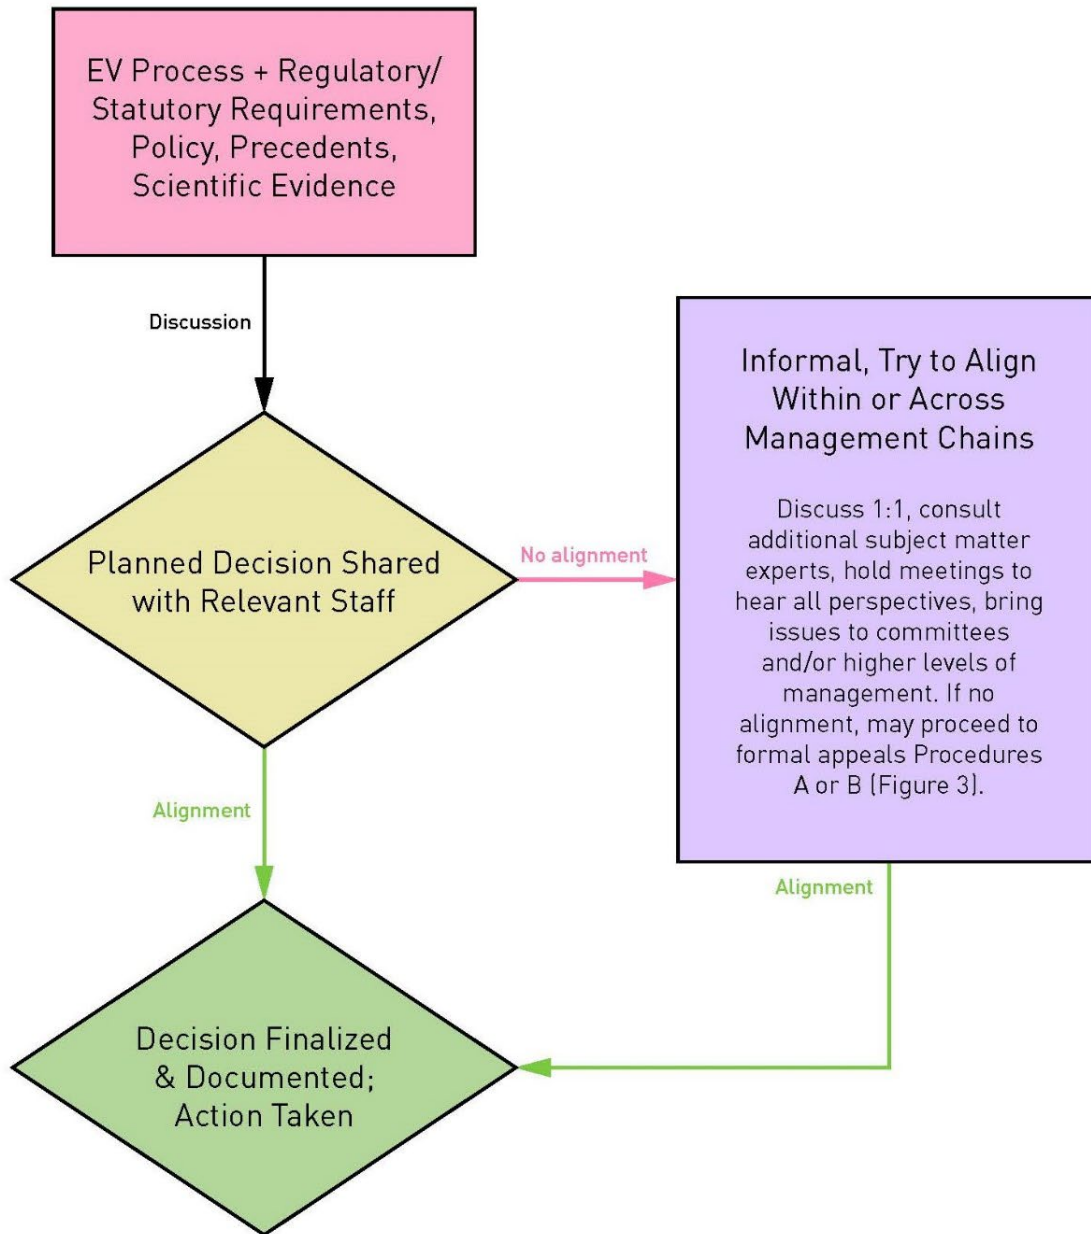 EV Process + Regulatory/
Statutory Requirements,
Policy, Precedents,
Scientific Evidence
Discussion
Planned Decision Shared
with Relevant Staff
No alignment
Informal, Try to Align
Within or Across
Management Chains
Discuss 1:1, consult
additional subject matter
experts, hold meetings to
hear all perspectives, bring
issues to committees
and/or higher levels of
management. If no
alignment, may proceed to
formal appeals Procedures
A or B (Figure 3).
Alignment
Alignment
Decision Finalized
& Documented;
Action Taken